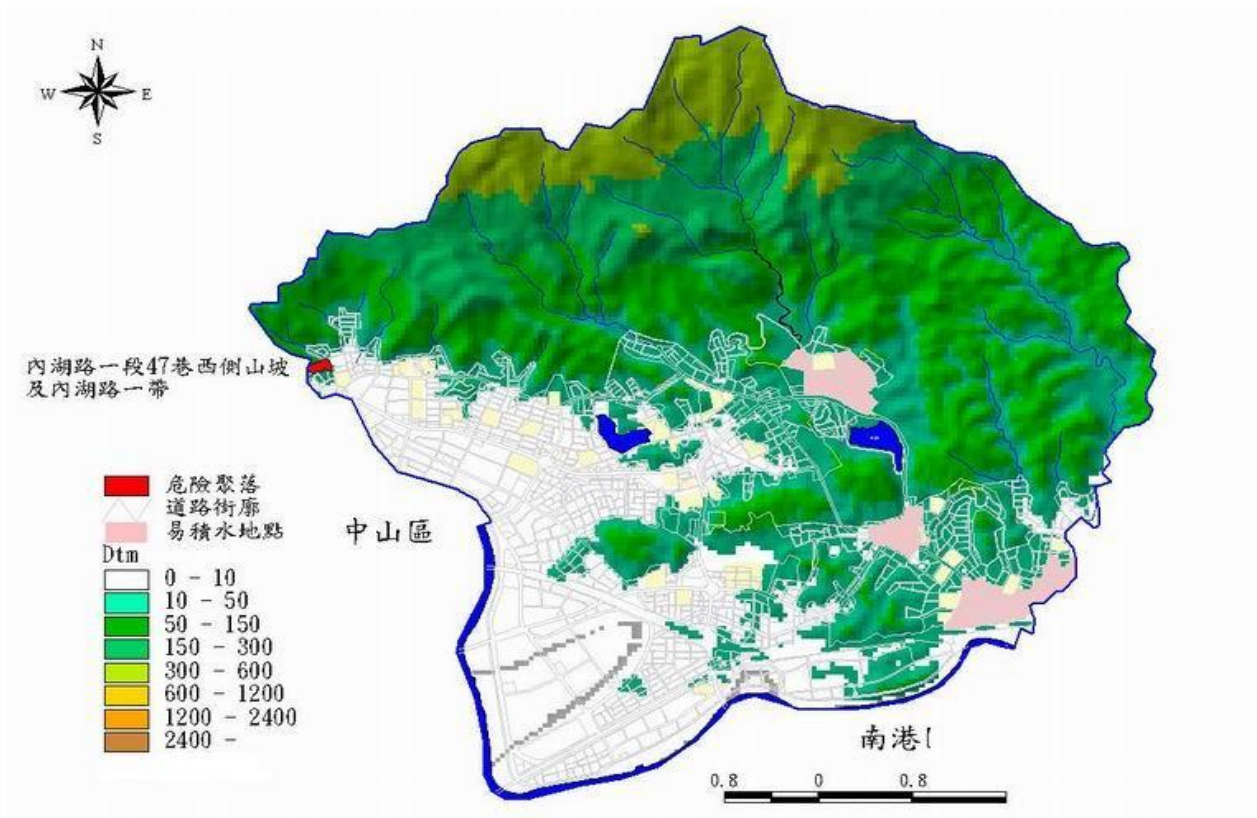 N
W E
S
內湖路一段47巷西側山坡
及內湖路一帶
危險聚落
道路街廓
易積水地點
Dtm
0 - 10
10 - 50
50 - 150
150 - 300
300 - 600
600 - 1200
1200 - 2400
2400 -
中山區
南港
0.8 0 0.8